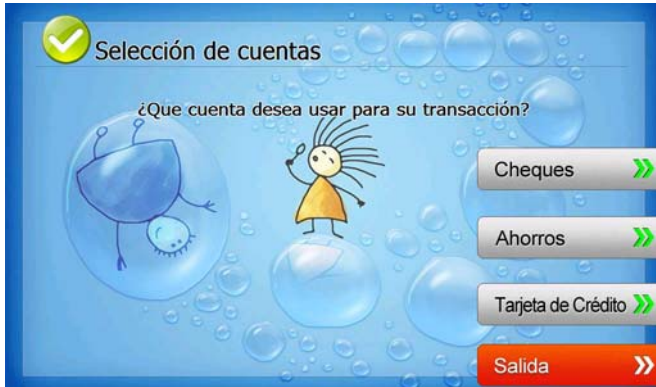 Selección de cuentas
¿Que cuenta desea usar para su transacción?
Cheques
Ahorros
Tarjeta de Crédito
Salida